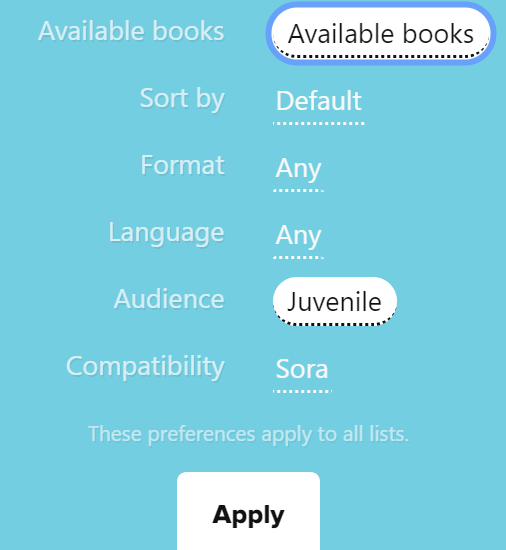 Available books Available books
Sort by Default
Format Any
Language Any
Audience Juvenile
Compatibility Sora
These preferences apply to all lists.
Apply